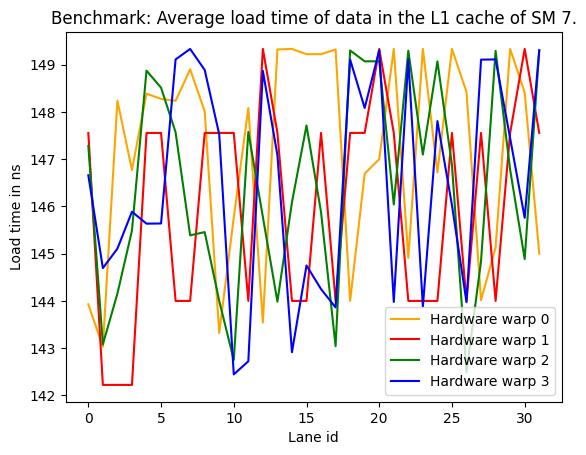 Benchmark: Average load time of data in the L1 cache of SM 7.
149
148
147
146
145
144
143
142
Load time in ns
Hardware warp 0
Hardware warp 1
Hardware warp 2
Hardware warp 3
0 5 10 15 20 25 30
Lane id